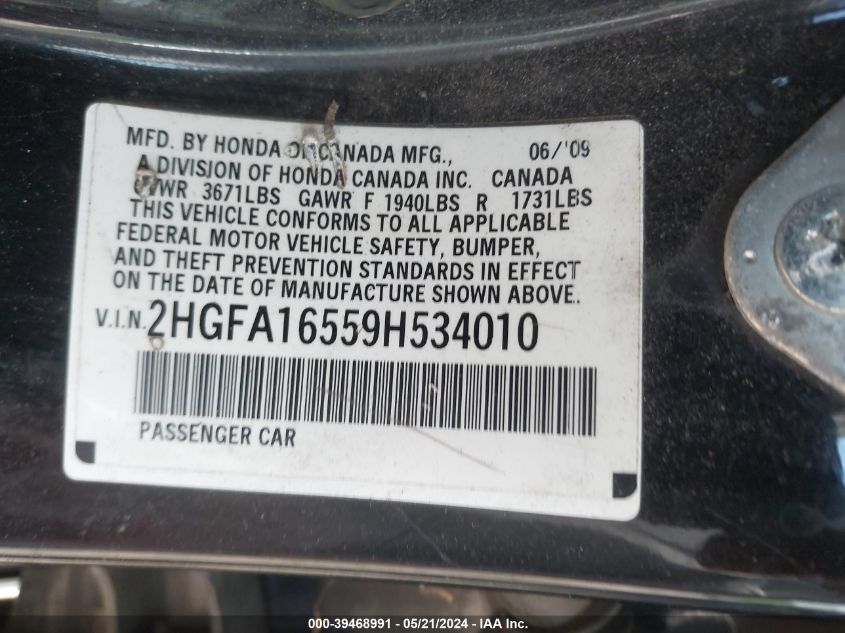 MFD. BY HONDA OF CANADA MFG., 06/'09
A DIVISION OF HONDA CANADA INC. CANADA
GVWR 3671LBS GAWR F 1940LBS R 1731LBS
THIS VEHICLE CONFORMS TO ALL APPLICABLE
FEDERAL MOTOR VEHICLE SAFETY, BUMPER,
AND THEFT PREVENTION STANDARDS IN EFFECT
ON THE DATE OF MANUFACTURE SHOWN ABOVE.
V.I.N. 2HGFA16559H534010
PASSENGER CAR
000-39468991 - 05/21/2024 - IAA Inc.